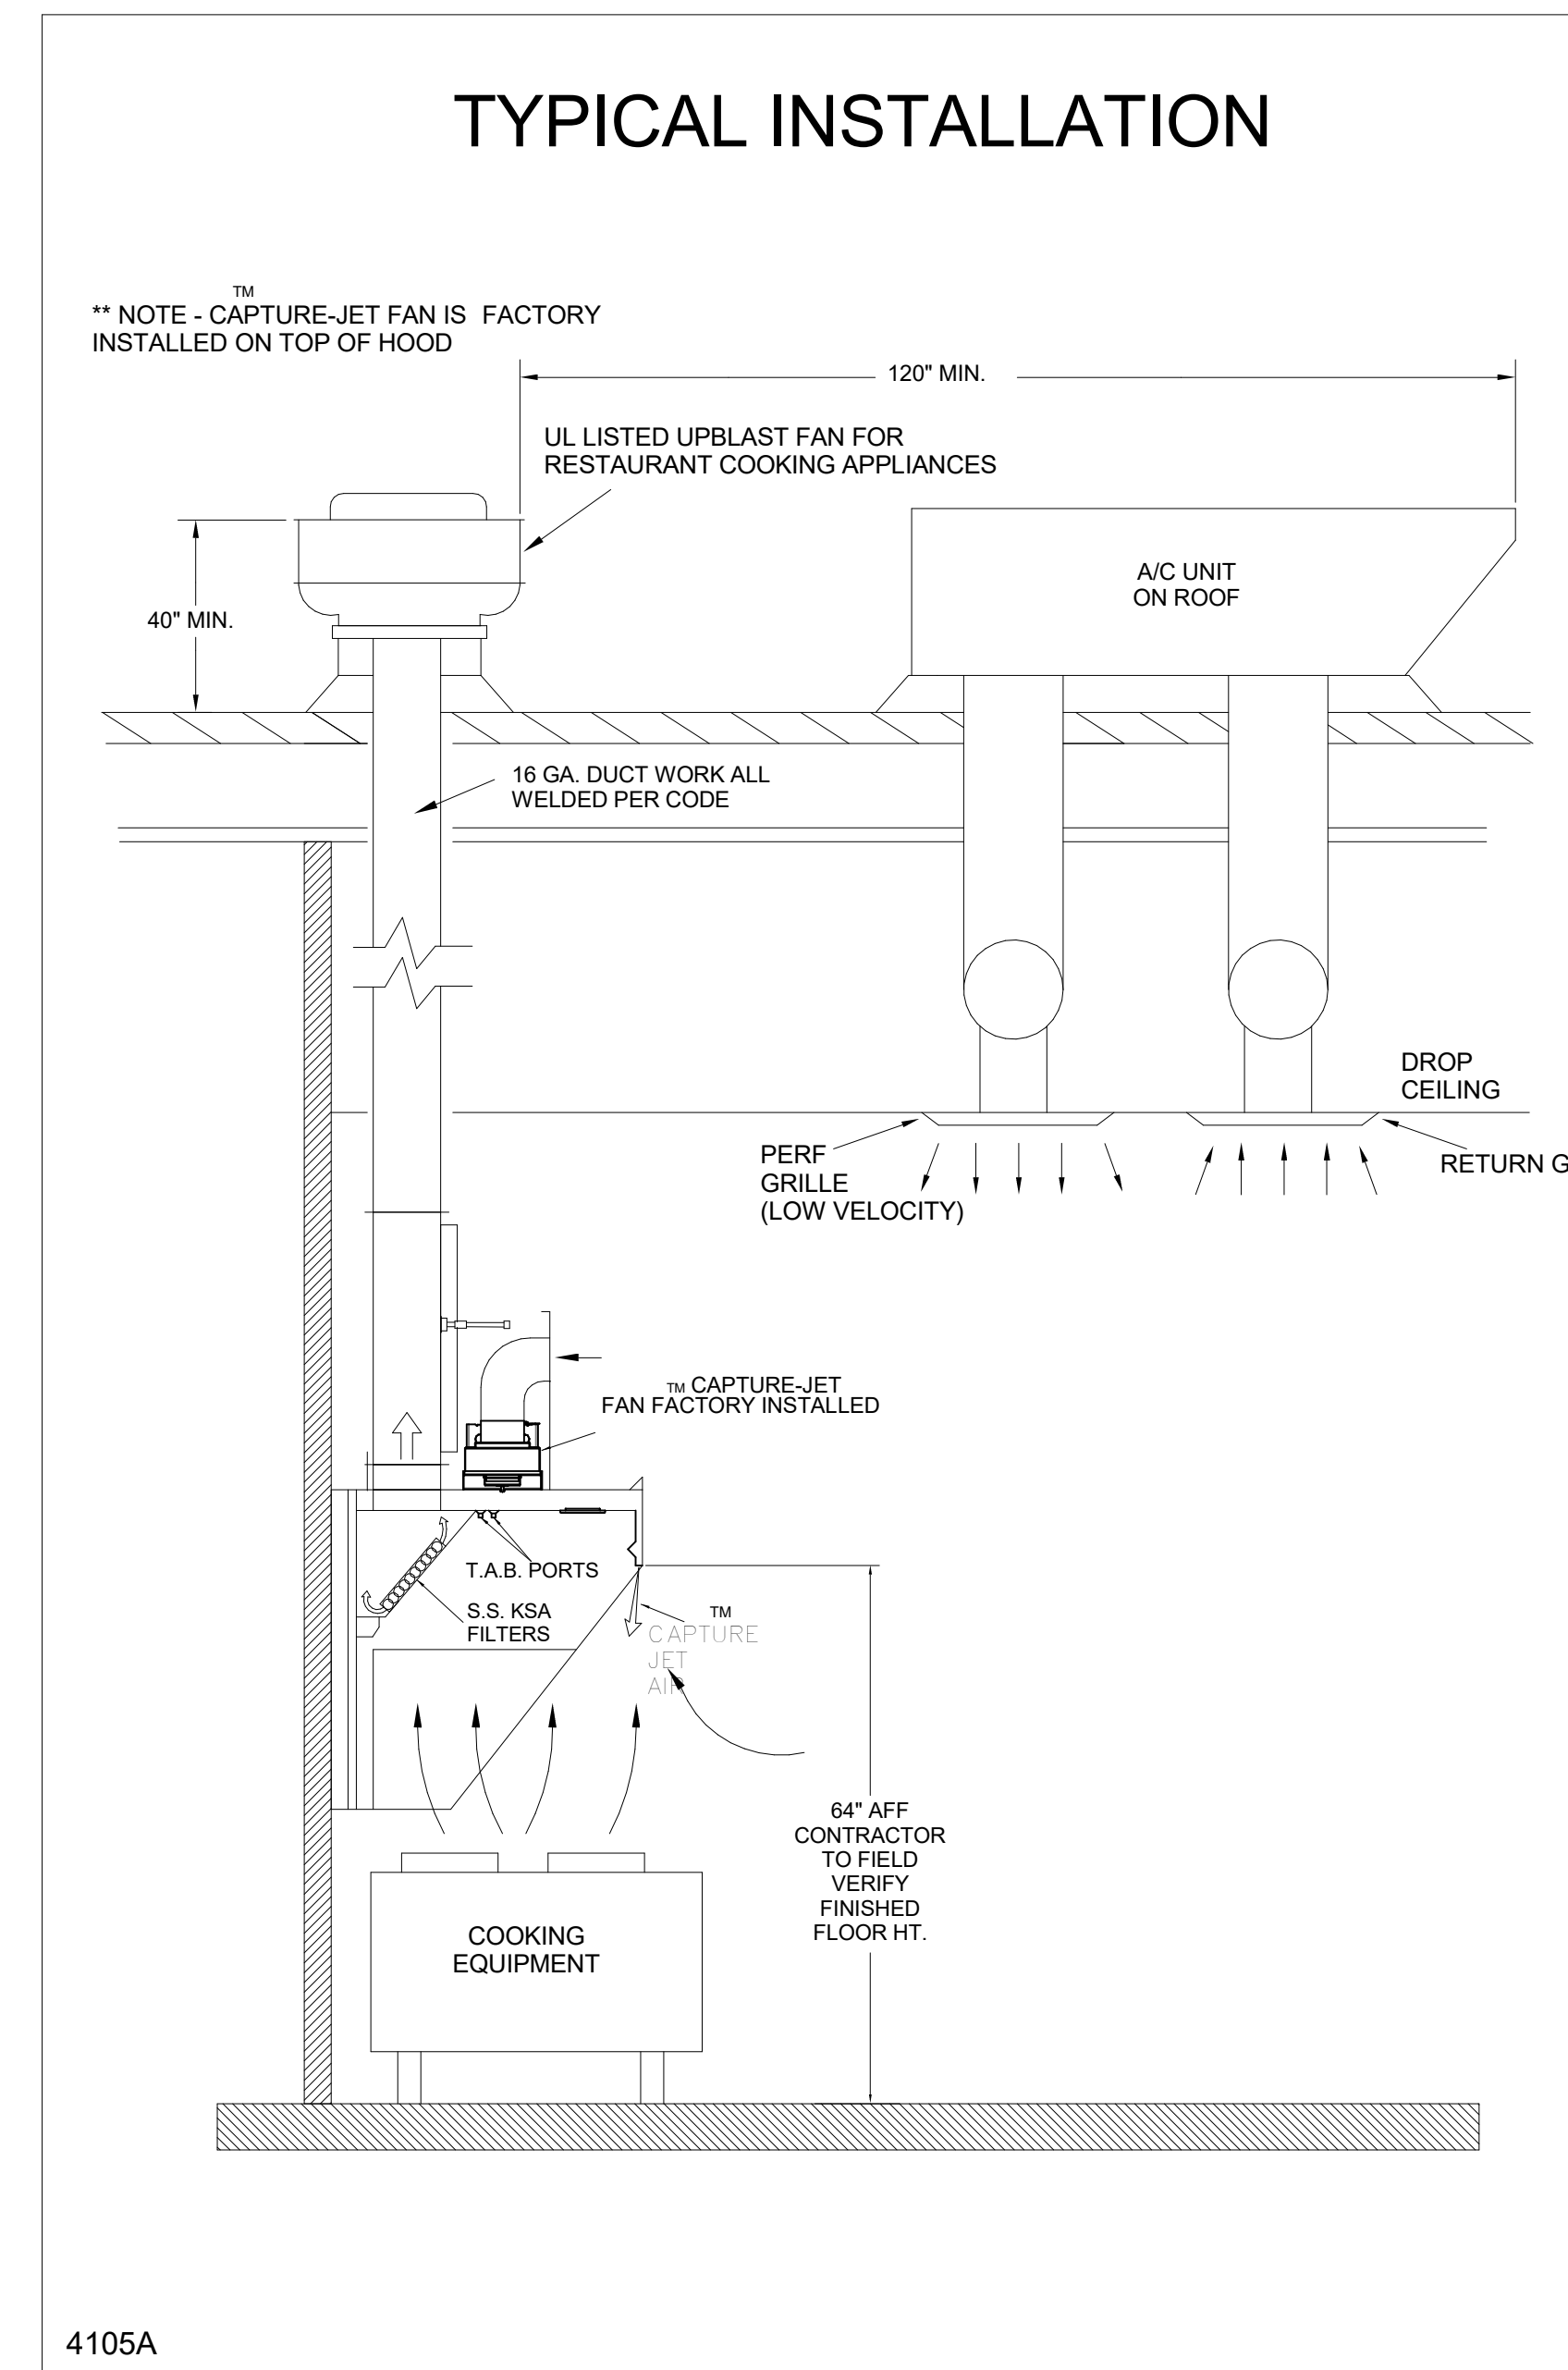 TYPICAL INSTALLATION
TM
** NOTE - CAPTURE-JET FAN IS FACTORY
INSTALLED ON TOP OF HOOD
120" MIN.
UL LISTED UPBLAST FAN FOR
RESTAURANT COOKING APPLIANCES
A/C UNIT
ON ROOF
40" MIN.
16 GA. DUCT WORK ALL
WELDED PER CODE
DROP
CEILING
PERF
GRILLE
(LOW VELOCITY)
RETURN G
TM CAPTURE-JET
FAN FACTORY INSTALLED
T.A.B. PORTS
S.S. KSA
FILTERS
TM
CAPTURE
JET
AIR
64" AFF
CONTRACTOR
TO FIELD
VERIFY
FINISHED
FLOOR HT.
COOKING
EQUIPMENT
4105A